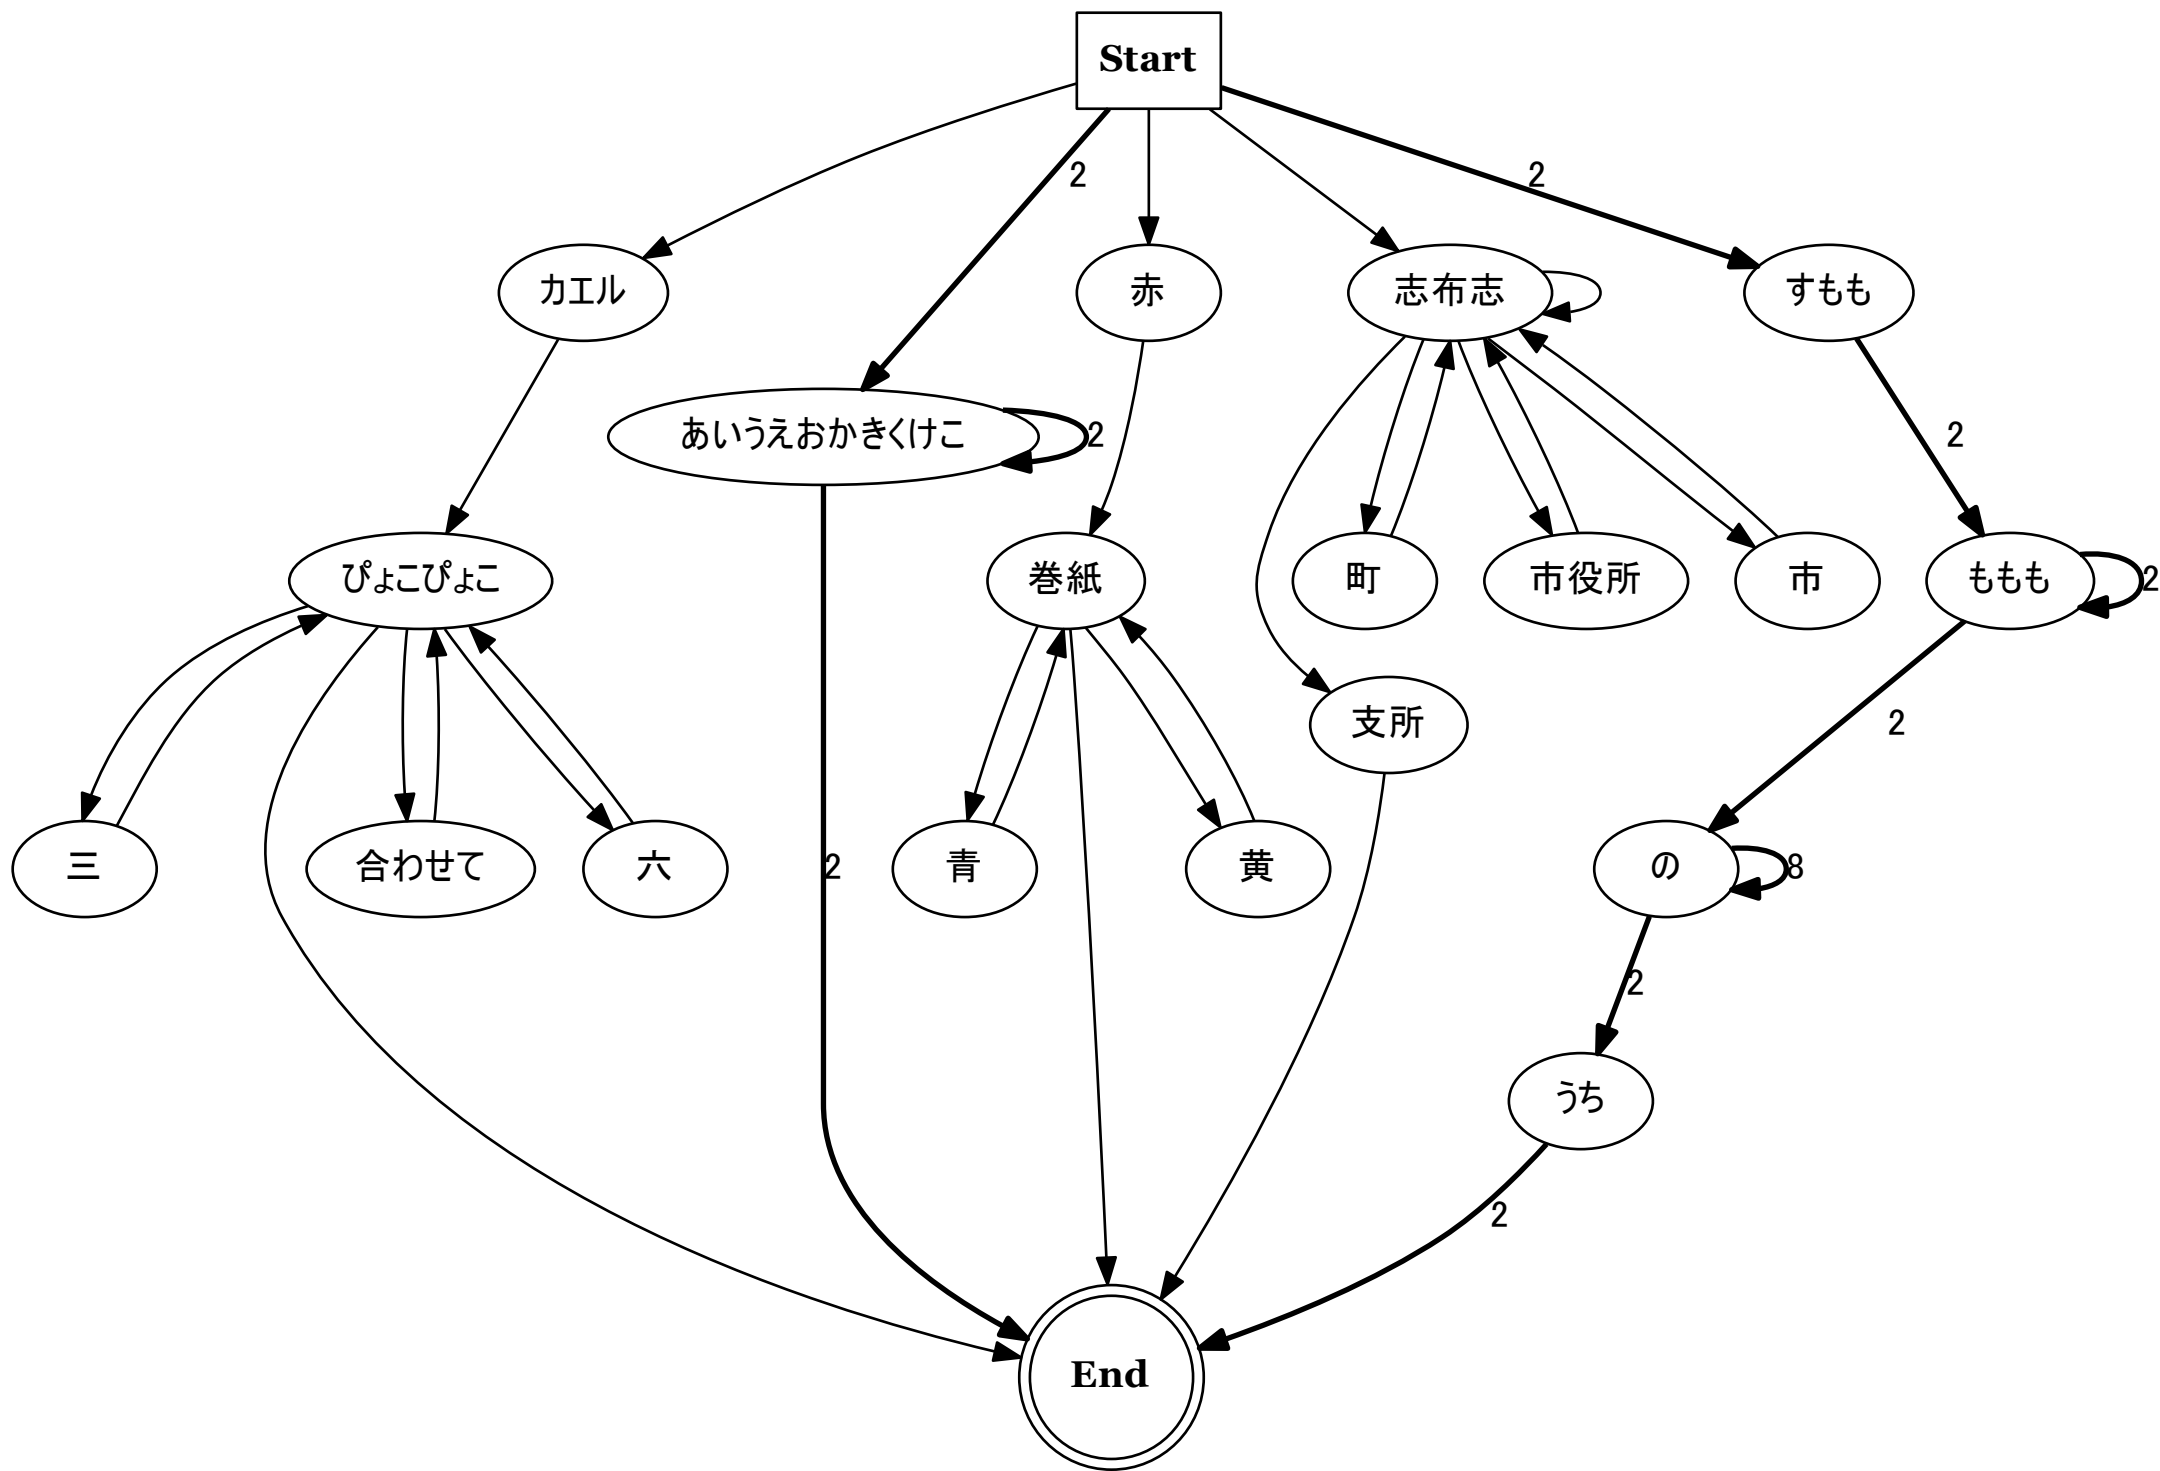 Start
2
2
カエル
赤
志布志
すもも
あいうえおかきくけこ
2
2
ぴょこぴょこ
巻紙
町
市役所
市
ももも
2
支所
2
三
合わせて
六
2
青
黄
の
8
2
うち
2
End